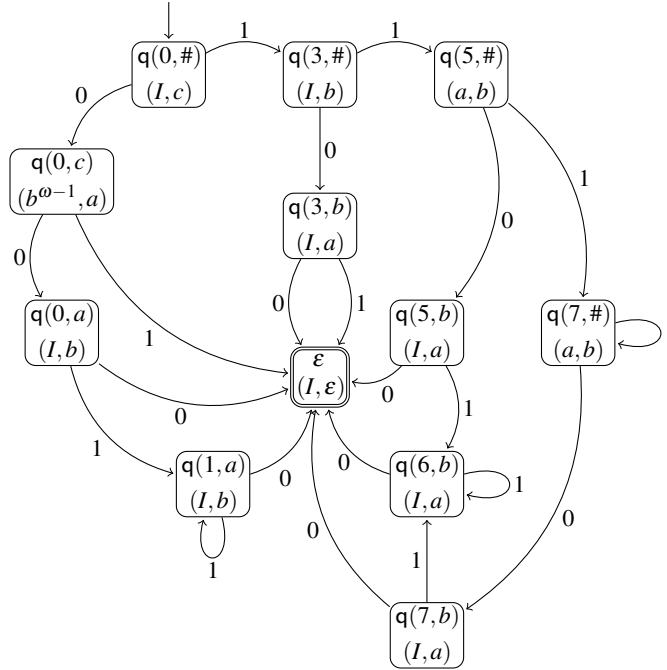 1
1
q(0,#)
(I,c)
q(3,#)
(I,b)
q(5,#)
(a,b)
0
0
1
q(0,c)
(b^{ω−1},a)
q(3,b)
(I,a)
0
0
0
1
q(0,a)
(I,b)
1
q(5,b)
(I,a)
q(7,#)
(a,b)
ε
(I,ε)
0
0
1
1
q(1,a)
(I,b)
0
0
q(6,b)
(I,a)
1
0
0
1
1
q(7,b)
(I,a)